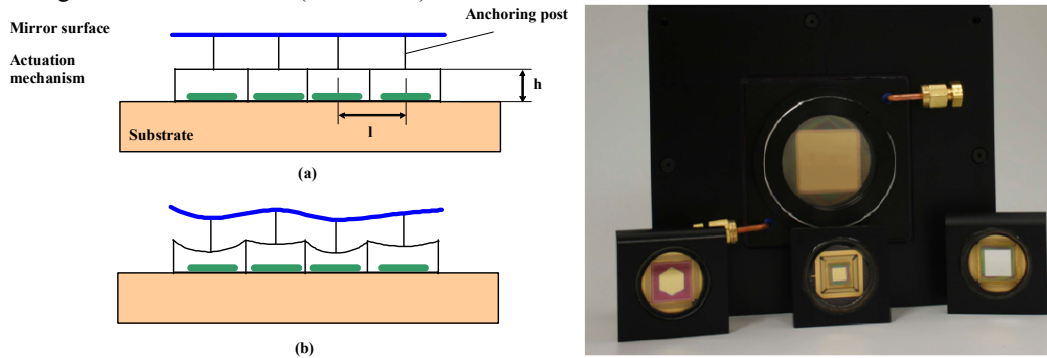 Mirror surface
Anchoring post
Actuation
mechanism
h
l
Substrate
(a)
(b)